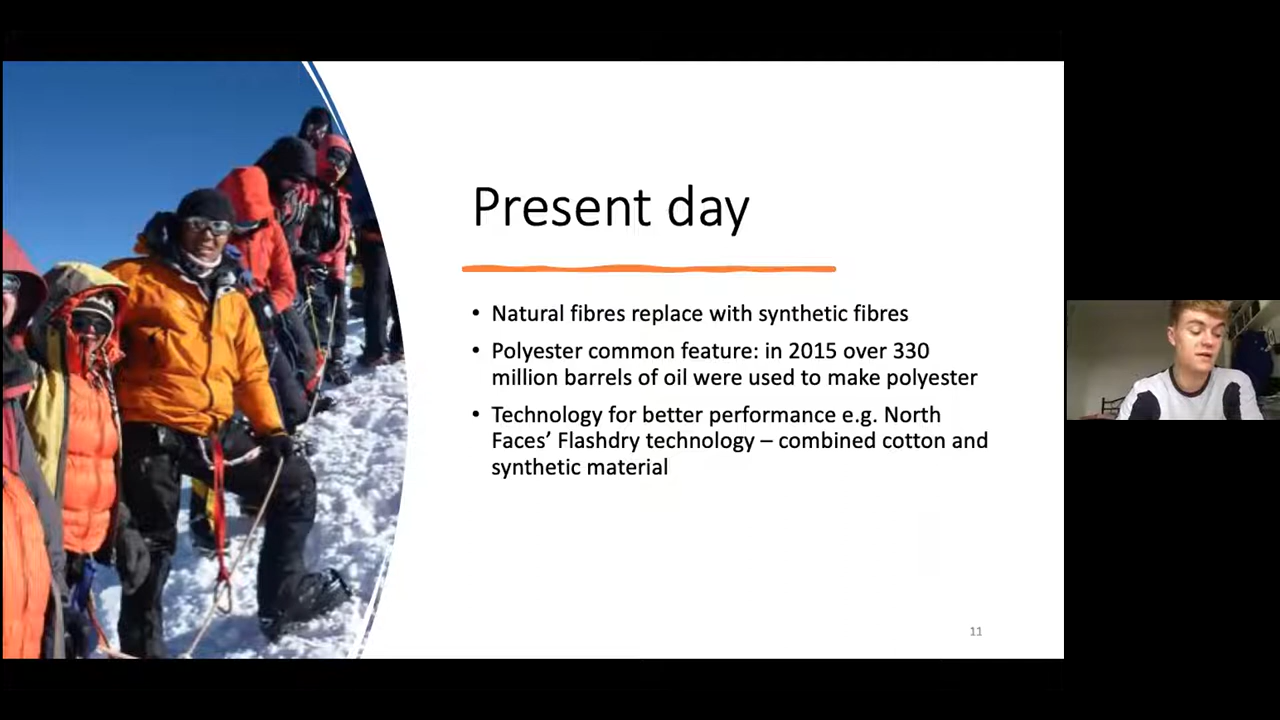 Present day
• Natural fibres replace with synthetic fibres
• Polyester common feature: in 2015 over 330
million barrels of oil were used to make polyester
• Technology for better performance e.g. North
Faces’ Flashdry technology – combined cotton and
synthetic material
11